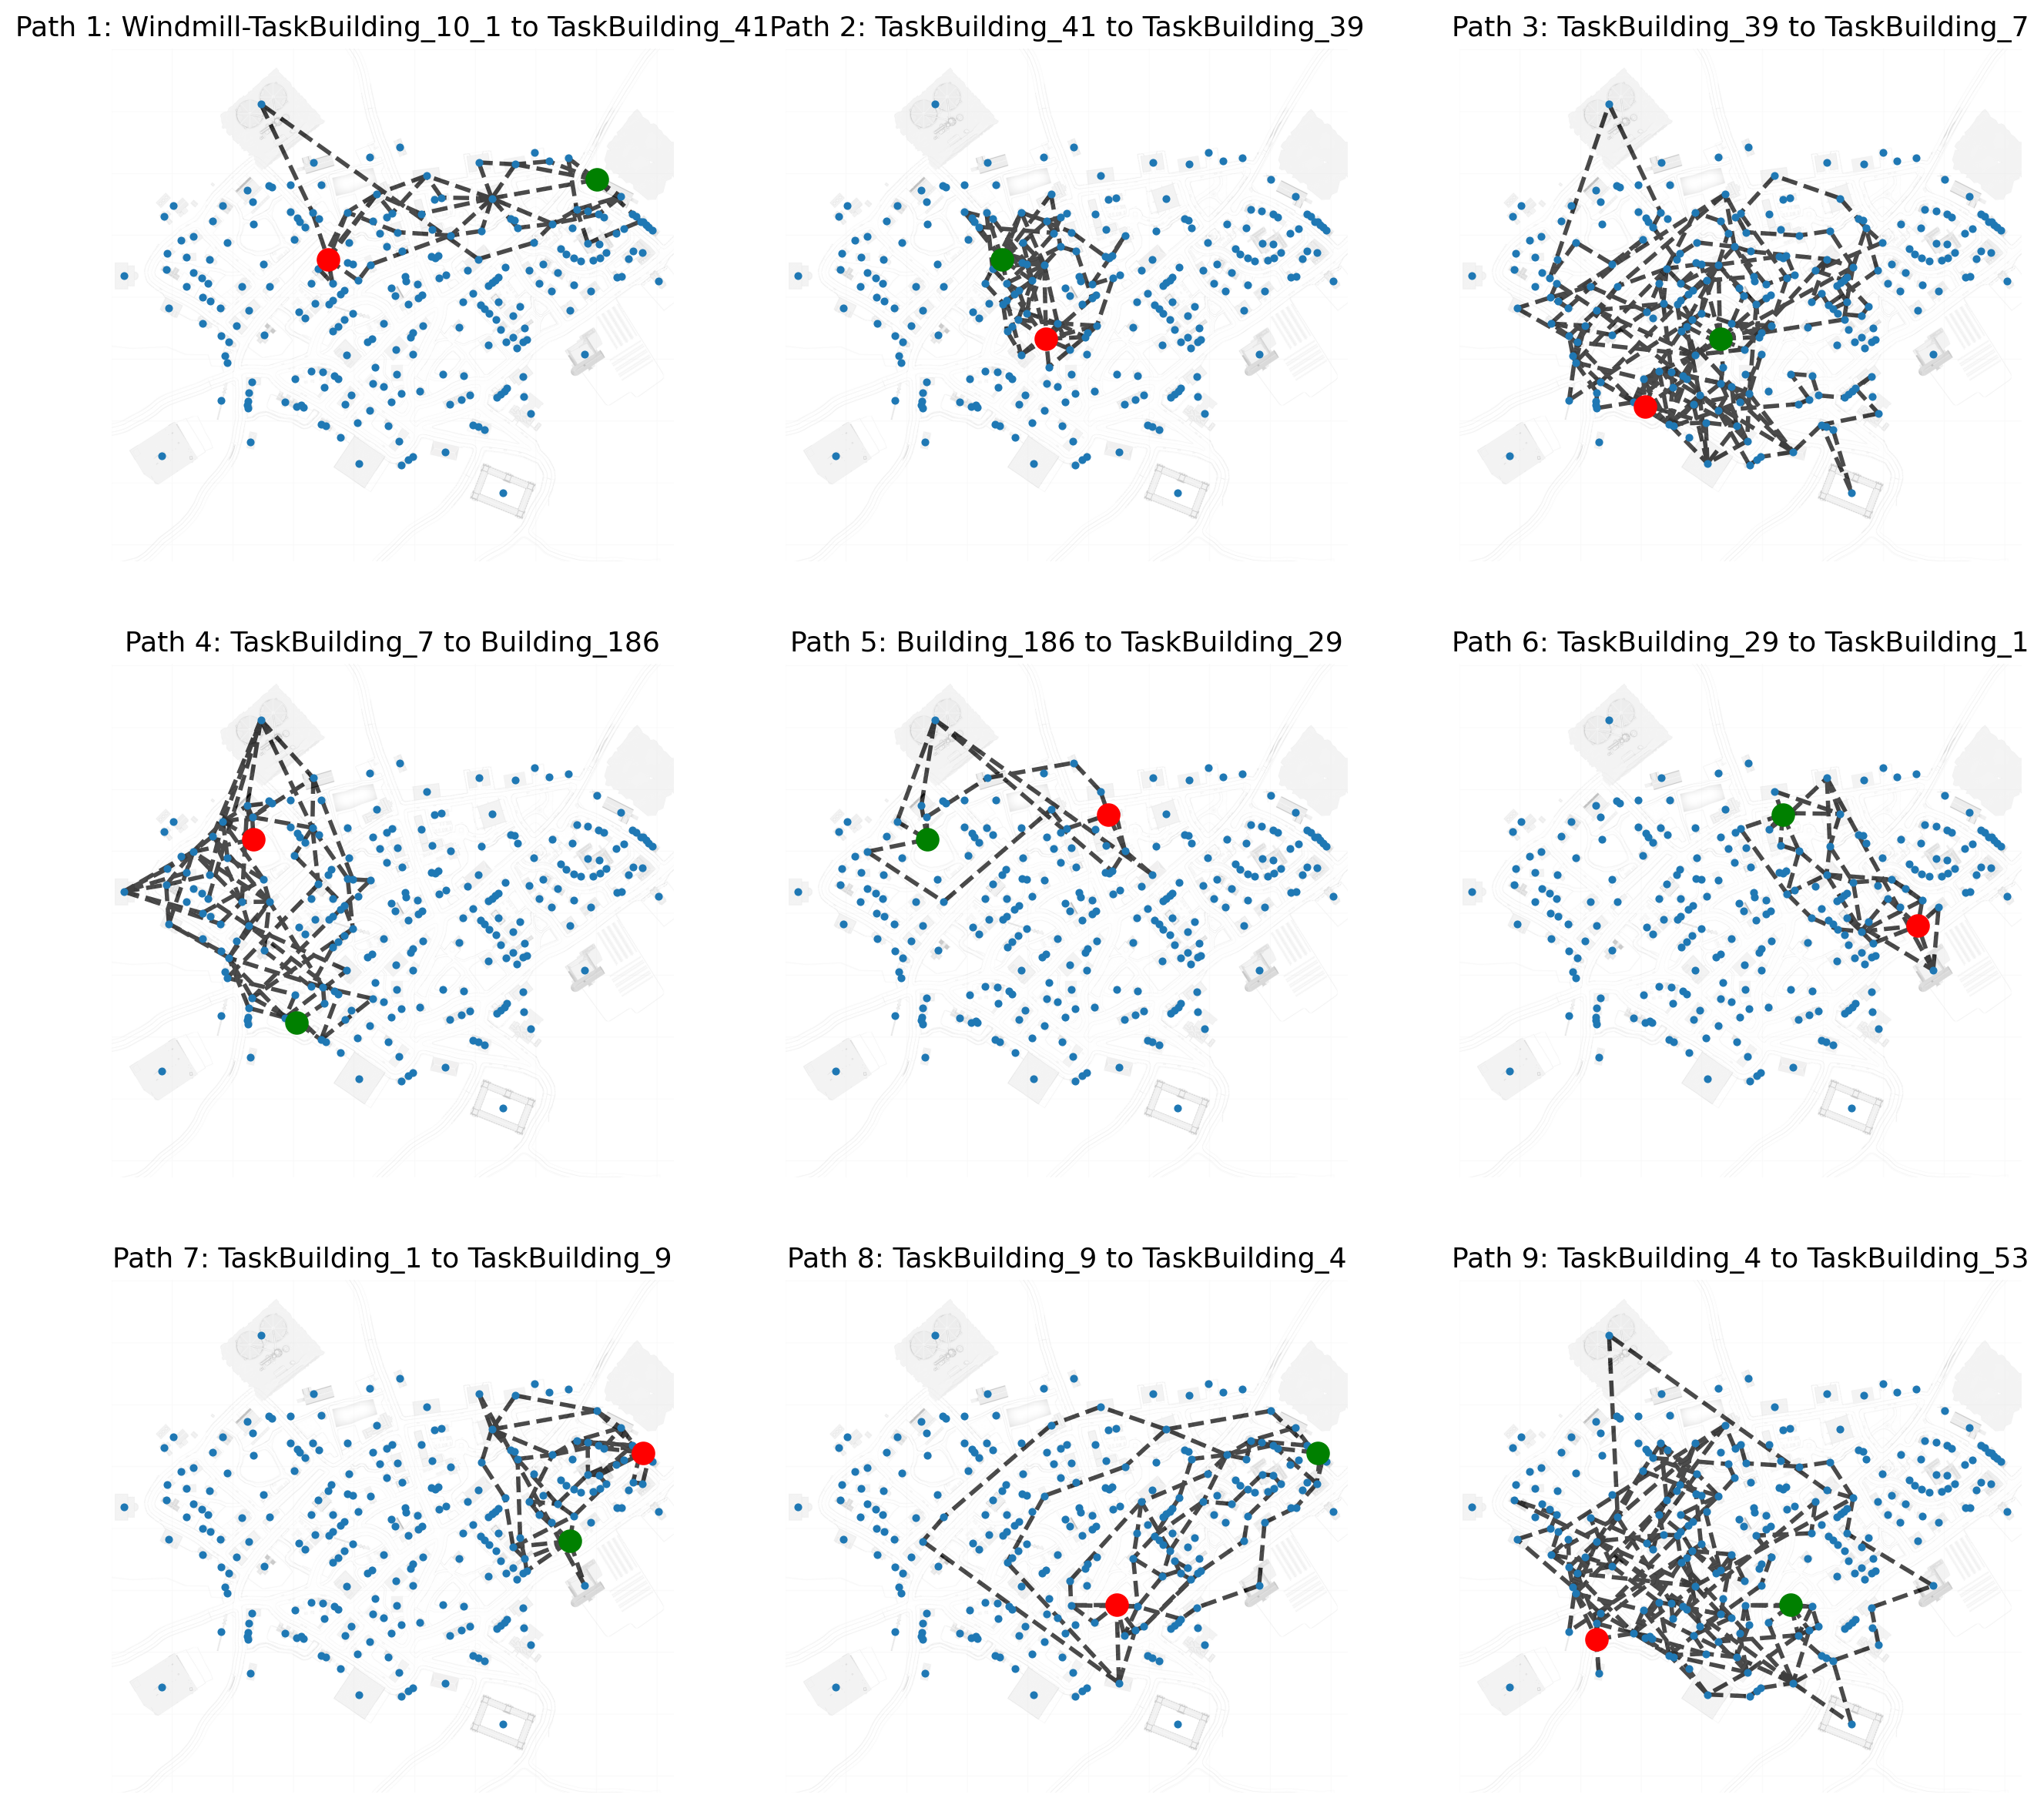 Path 1: Windmill-TaskBuilding_10_1 to TaskBuilding_41
Path 2: TaskBuilding_41 to TaskBuilding_39
Path 3: TaskBuilding_39 to TaskBuilding_7
Path 4: TaskBuilding_7 to Building_186
Path 5: Building_186 to TaskBuilding_29
Path 6: TaskBuilding_29 to TaskBuilding_1
Path 7: TaskBuilding_1 to TaskBuilding_9
Path 8: TaskBuilding_9 to TaskBuilding_4
Path 9: TaskBuilding_4 to TaskBuilding_53